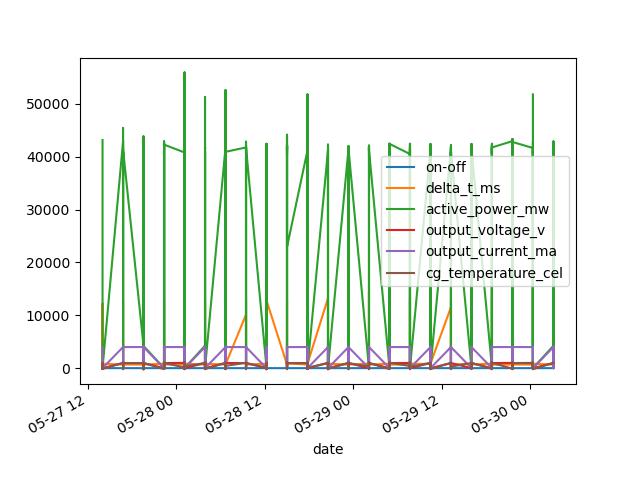 50000
40000
30000
20000
10000
0
on-off
delta_t_ms
active_power_mw
output_voltage_v
output_current_ma
cg_temperature_cel
05-27 12
05-28 00
05-28 12
05-29 00
05-29 12
05-30 00
date